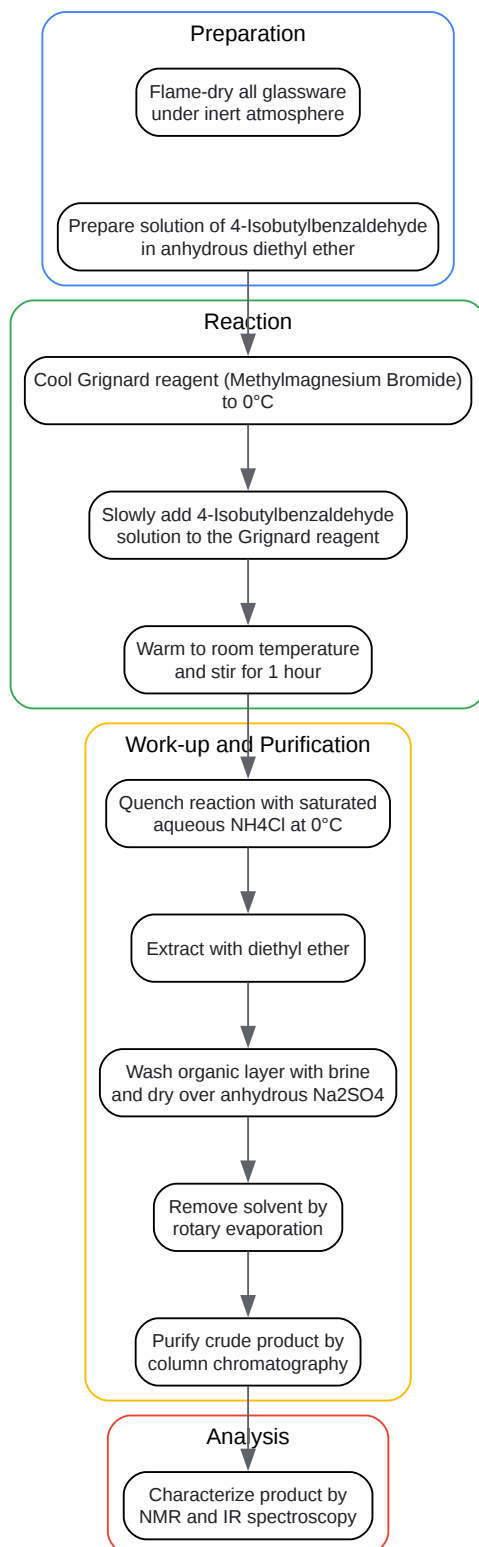 Preparation
Flame-dry all glassware
under inert atmosphere
Prepare solution of 4-Isobutylbenzaldehyde
in anhydrous diethyl ether
Reaction
Cool Grignard reagent (Methylmagnesium Bromide)
to 0°C
Slowly add 4-Isobutylbenzaldehyde
solution to the Grignard reagent
Warm to room temperature
and stir for 1 hour
Work-up and Purification
Quench reaction with saturated
aqueous NH4Cl at 0°C
Extract with diethyl ether
Wash organic layer with brine
and dry over anhydrous Na2SO4
Remove solvent by
rotary evaporation
Purify crude product by
column chromatography
Analysis
Characterize product by
NMR and IR spectroscopy